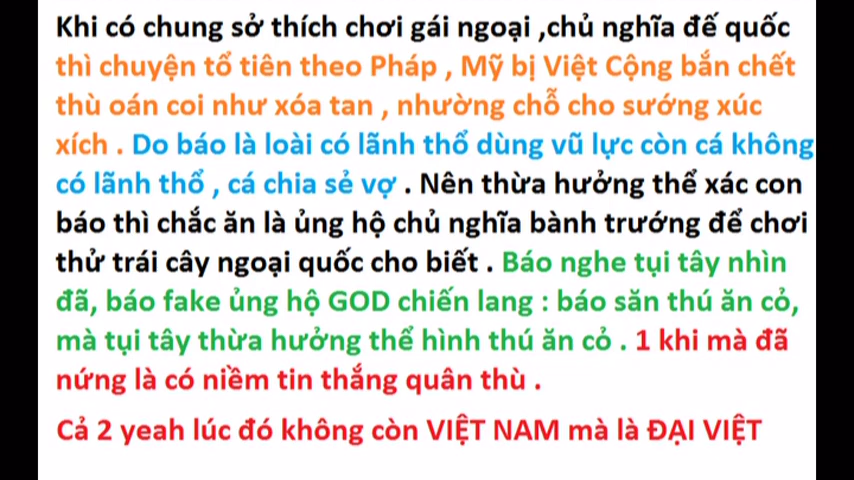 Khi có chung sở thích chơi gái ngoại ,chủ nghĩa đế quốc
thì chuyện tổ tiên theo Pháp , Mỹ bị Việt Cộng bắn chết
thù oán coi như xóa tan , nhường chỗ cho sướng xúc
xích . Do báo là loài có lãnh thổ dùng vũ lực còn cá không
có lãnh thổ , cá chia sẻ vợ . Nên thừa hưởng thể xác con
báo thì chắc ăn là ủng hộ chủ nghĩa bành trướng để chơi
thử trái cây ngoại quốc cho biết . Báo nghe tụi tây nhìn
đã, báo fake ủng hộ GOD chiến lang : báo săn thú ăn cỏ,
mà tụi tây thừa hưởng thể hình thú ăn cỏ . 1 khi mà đã
nứng là có niềm tin thắng quân thù .
Cả 2 yeah lúc đó không còn VIỆT NAM mà là ĐẠI VIỆT